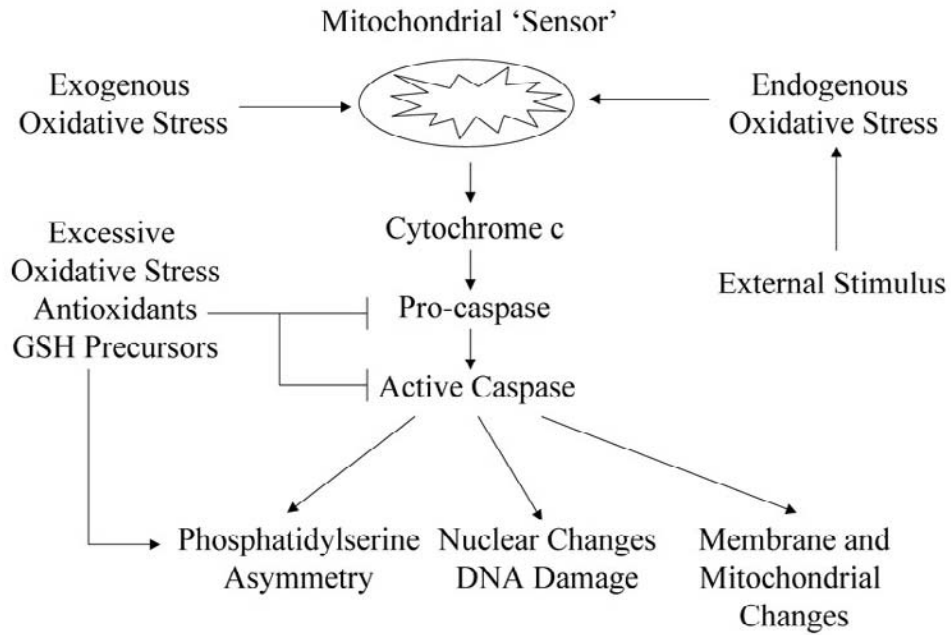 Mitochondrial ‘Sensor’
Exogenous
Oxidative Stress
Endogenous
Oxidative Stress
Cytochrome c
Excessive
Oxidative Stress
Antioxidants
GSH Precursors
External Stimulus
Pro-caspase
Active Caspase
Phosphatidylserine
Asymmetry
Nuclear Changes
DNA Damage
Membrane and
Mitochondrial
Changes